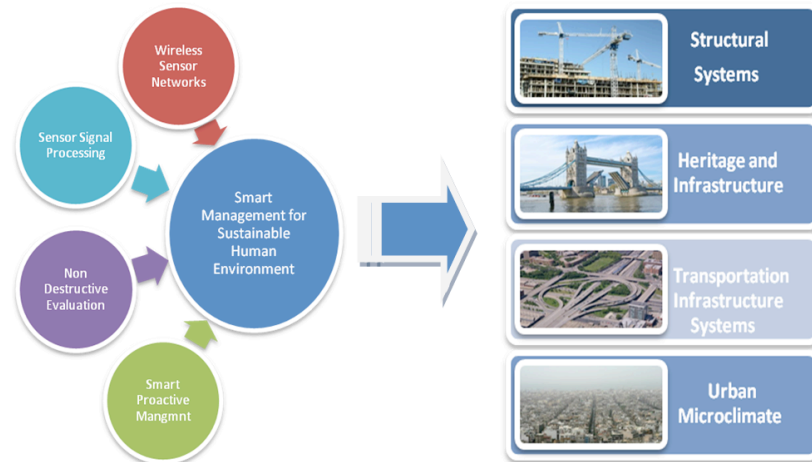 Wireless
Sensor
Networks
Sensor Signal
Processing
Non
Destructive
Evaluation
Smart
Proactive
Mangmnt
Smart
Management for
Sustainable
Human
Environment
Structural
Systems
Heritage and
Infrastructure
Transportation
Infrastructure
Systems
Urban
Microclimate